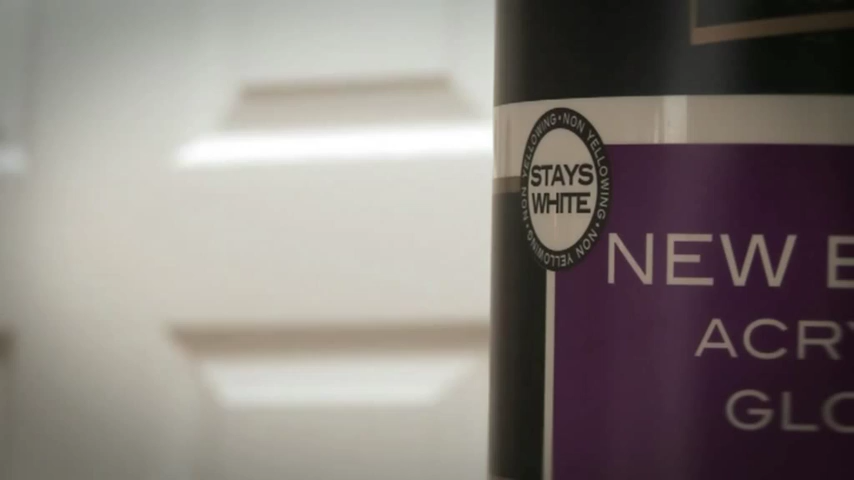 NON YELLOWING • NON YELLOWING • NON YELLOWING •
STAYS
WHITE
NEW E
ACRY
GLO